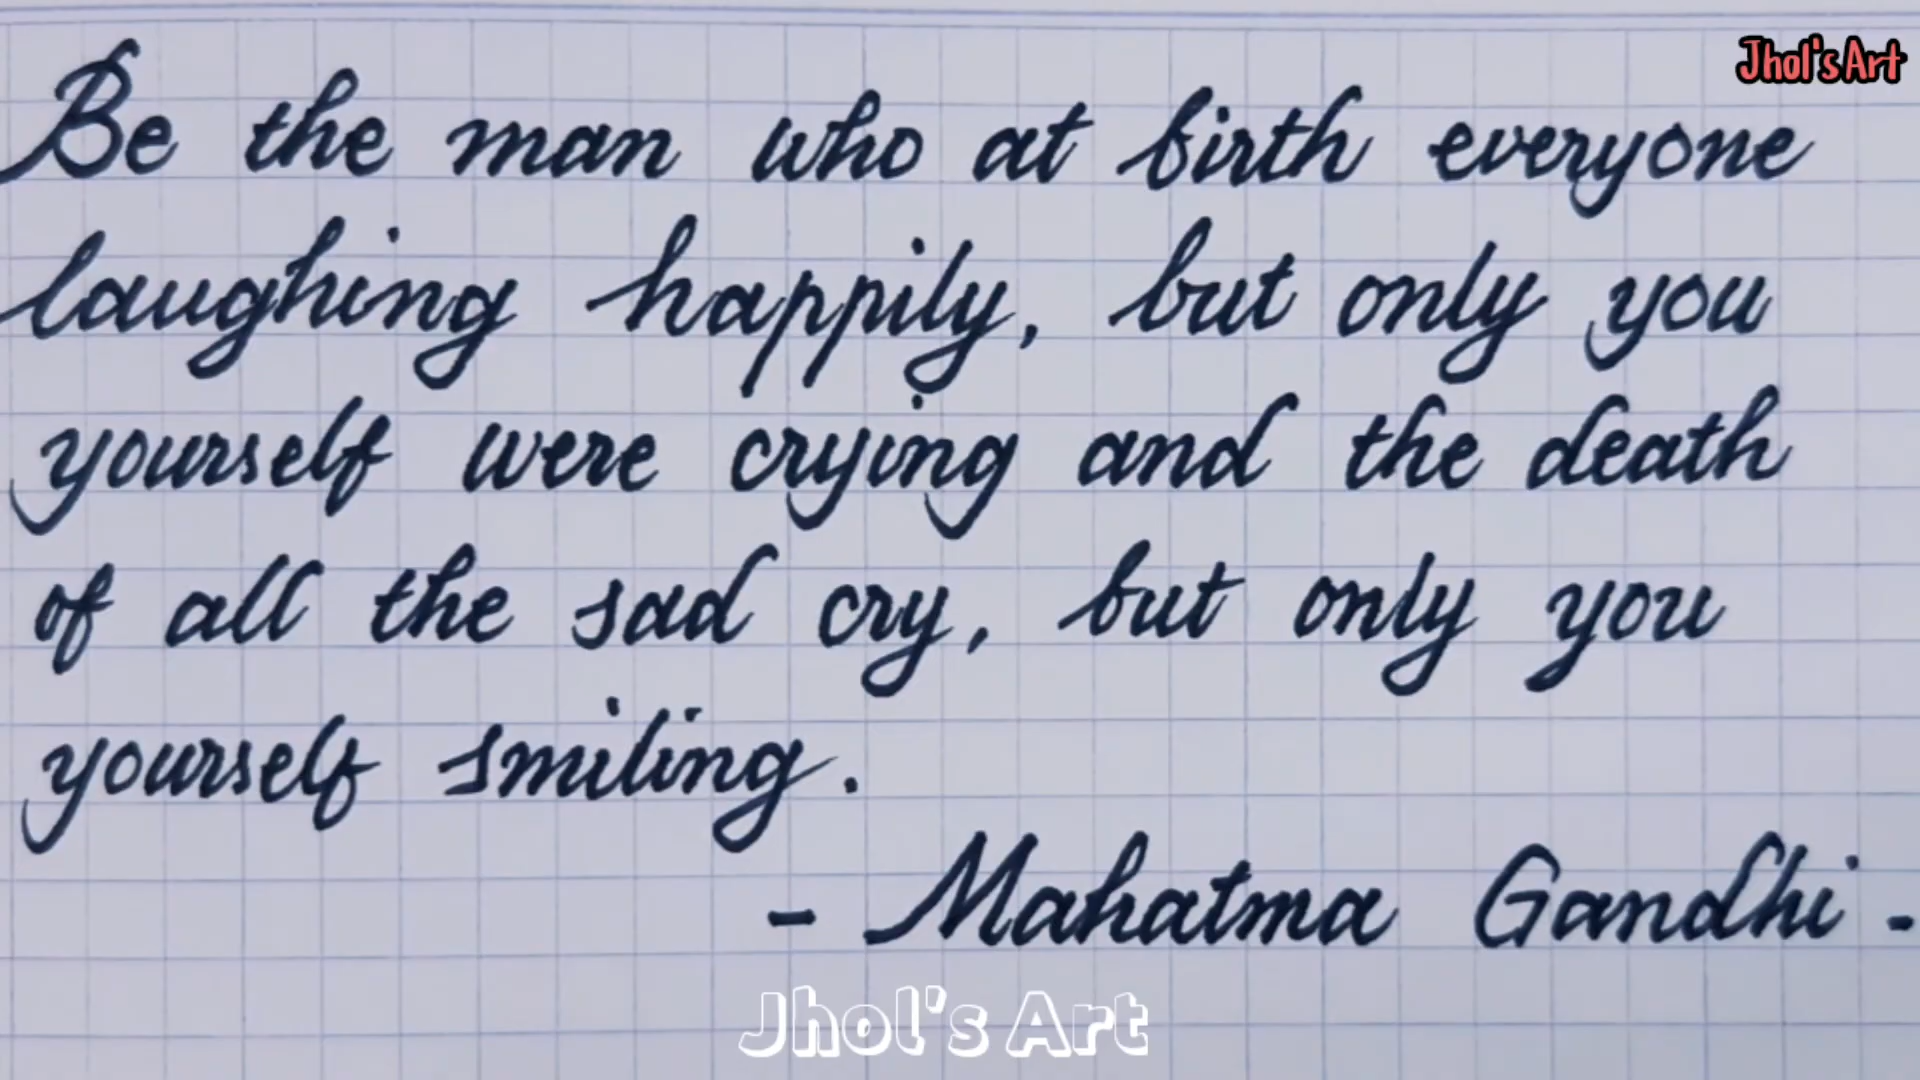 Jhol's Art
Be the man who at birth everyone
laughing happily, but only you
yourself were crying and the death
of all the sad cry, but only you
yourself smiling.
- Mahatma Gandhi -
Jhol's Art